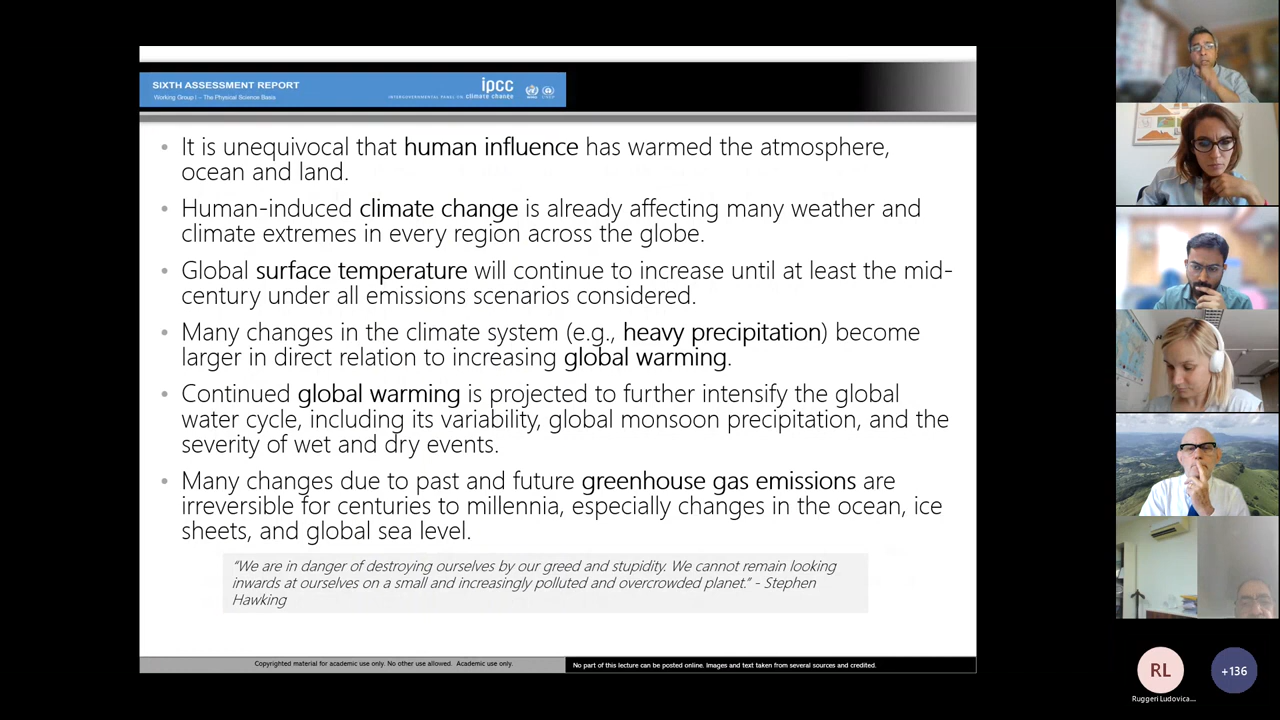 SIXTH ASSESSMENT REPORT
Working Group I – The Physical Science Basis
ipcc
INTERGOVERNMENTAL PANEL ON climate change
• It is unequivocal that human influence has warmed the atmosphere,
ocean and land.
• Human-induced climate change is already affecting many weather and
climate extremes in every region across the globe.
• Global surface temperature will continue to increase until at least the mid-
century under all emissions scenarios considered.
• Many changes in the climate system (e.g., heavy precipitation) become
larger in direct relation to increasing global warming.
• Continued global warming is projected to further intensify the global
water cycle, including its variability, global monsoon precipitation, and the
severity of wet and dry events.
• Many changes due to past and future greenhouse gas emissions are
irreversible for centuries to millennia, especially changes in the ocean, ice
sheets, and global sea level.
“We are in danger of destroying ourselves by our greed and stupidity. We cannot remain looking
inwards at ourselves on a small and increasingly polluted and overcrowded planet.” - Stephen
Hawking
Copyrighted material for academic use only. No other use allowed. Academic use only.
No part of this lecture can be posted online. Images and text taken from several sources and credited.
RL
+136
Ruggeri Ludovica...